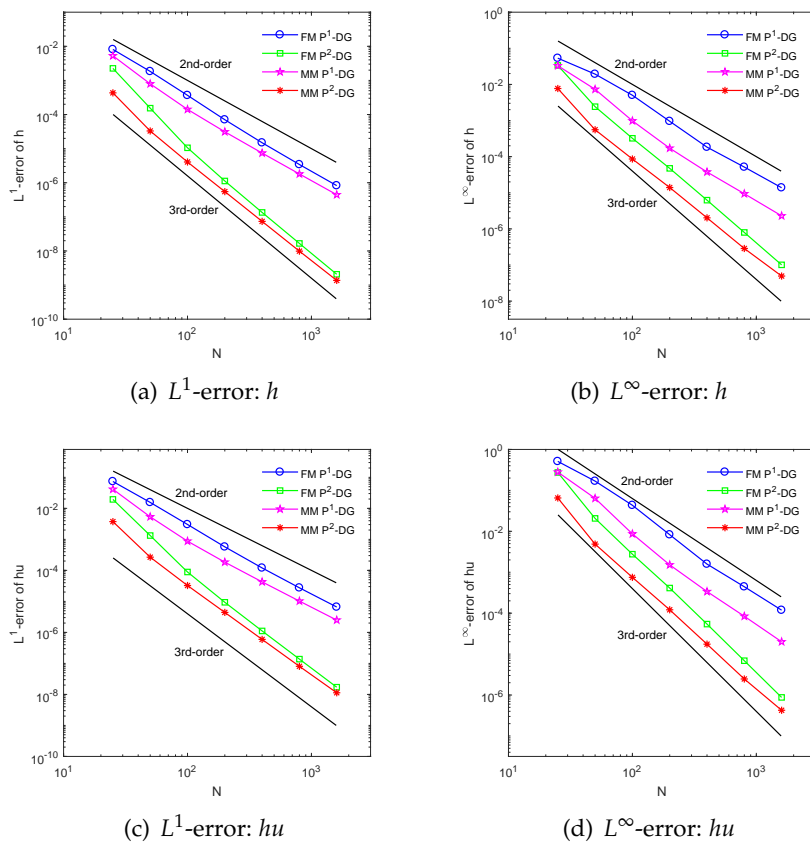 10^-2
10^-4
10^-6
10^-8
10^-10
L^1-error of h
2nd-order
3rd-order
FM P^1-DG
FM P^2-DG
MM P^1-DG
MM P^2-DG
10^1 10^2 10^3
N
(a) L^1-error: h
10^0
10^-2
10^-4
10^-6
10^-8
L^∞-error of h
2nd-order
3rd-order
FM P^1-DG
FM P^2-DG
MM P^1-DG
MM P^2-DG
10^1 10^2 10^3
N
(b) L^∞-error: h
10^-2
10^-4
10^-6
10^-8
10^-10
L^1-error of hu
2nd-order
3rd-order
FM P^1-DG
FM P^2-DG
MM P^1-DG
MM P^2-DG
10^1 10^2 10^3
N
(c) L^1-error: hu
10^0
10^-2
10^-4
10^-6
L^∞-error of hu
2nd-order
3rd-order
FM P^1-DG
FM P^2-DG
MM P^1-DG
MM P^2-DG
10^1 10^2 10^3
N
(d) L^∞-error: hu